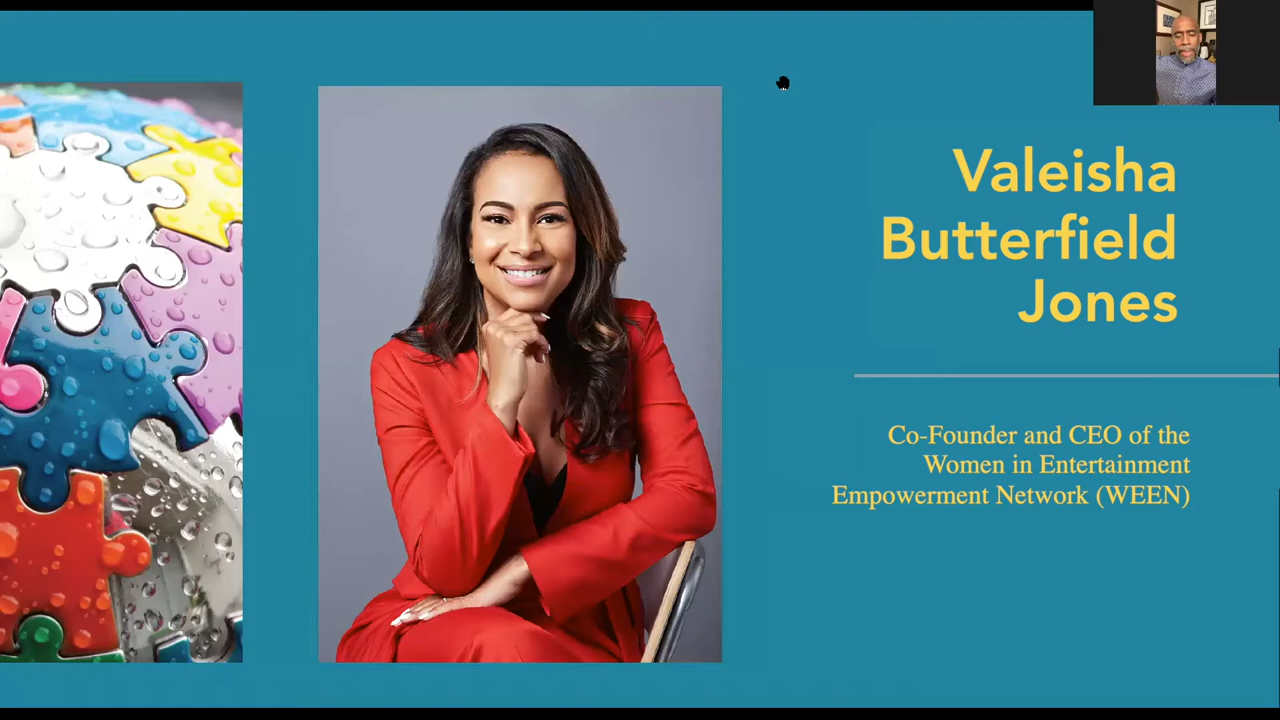 Valeisha
Butterfield
Jones
Co-Founder and CEO of the
Women in Entertainment
Empowerment Network (WEEN)